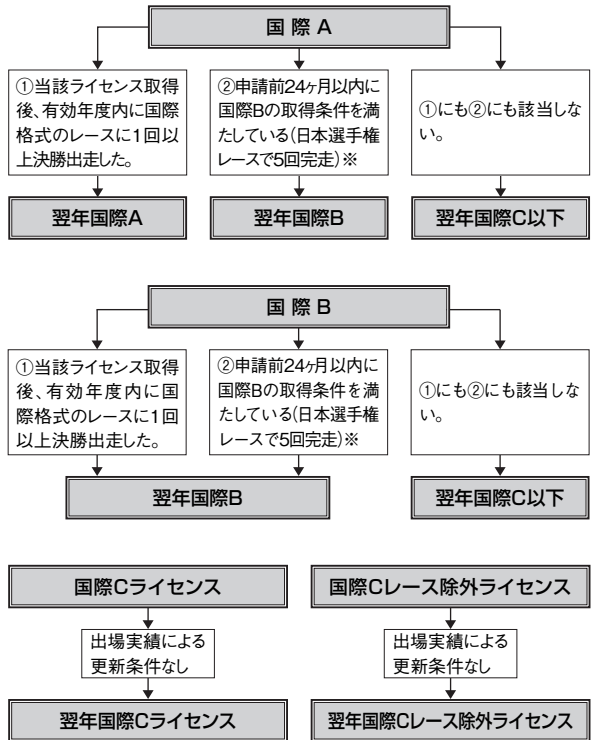 国 際 A
①当該ライセンス取得
後、有効年度内に国際
格式のレースに1回以
上決勝出走した。
②申請前24ヶ月以内に
国際Bの取得条件を満
たしている(日本選手権
レースで5回完走)※
①にも②にも該当しな
い。
翌年国際A
翌年国際B
翌年国際C以下
国 際 B
①当該ライセンス取得
後、有効年度内に国
際格式のレースに1回
以上決勝出走した。
②申請前24ヶ月以内に
国際Bの取得条件を満
たしている(日本選手権
レースで5回完走)※
①にも②にも該当しな
い。
翌年国際B
翌年国際C以下
国際Cライセンス
出場実績による
更新条件なし
翌年国際Cライセンス
国際Cレース除外ライセンス
出場実績による
更新条件なし
翌年国際Cレース除外ライセンス